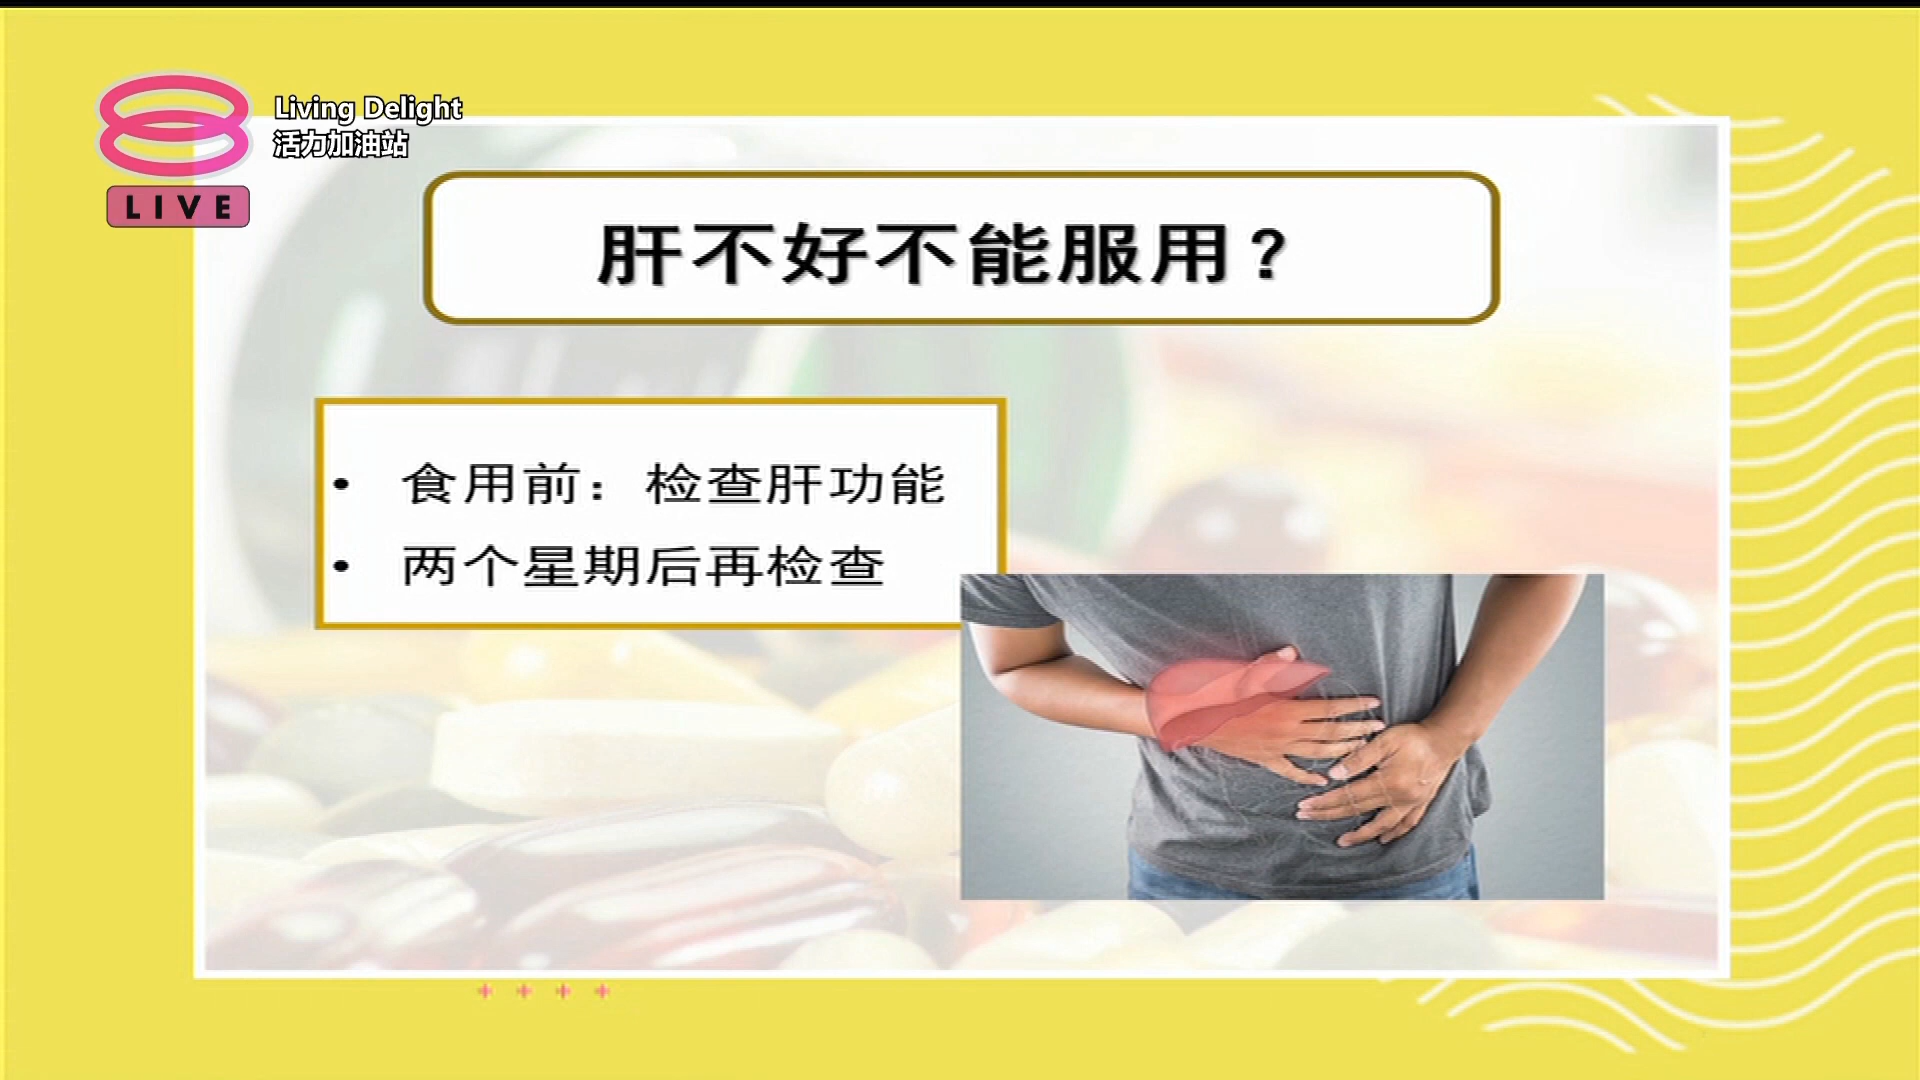 Living Delight
活力加油站
LIVE
肝不好不能服用？
• 食用前：检查肝功能
• 两个星期后再检查